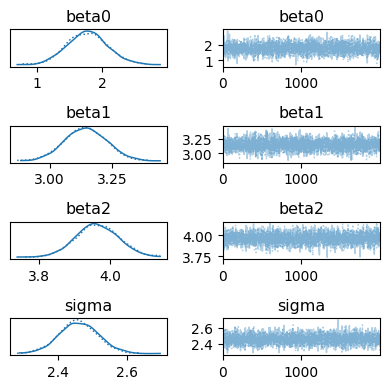 beta0 beta0
2
1
1 2 0 1000
beta1 beta1
3.25
3.00
3.00 3.25 0 1000
beta2 beta2
4.00
3.75
3.8 4.0 0 1000
sigma sigma
2.6
2.4
2.4 2.6 0 1000